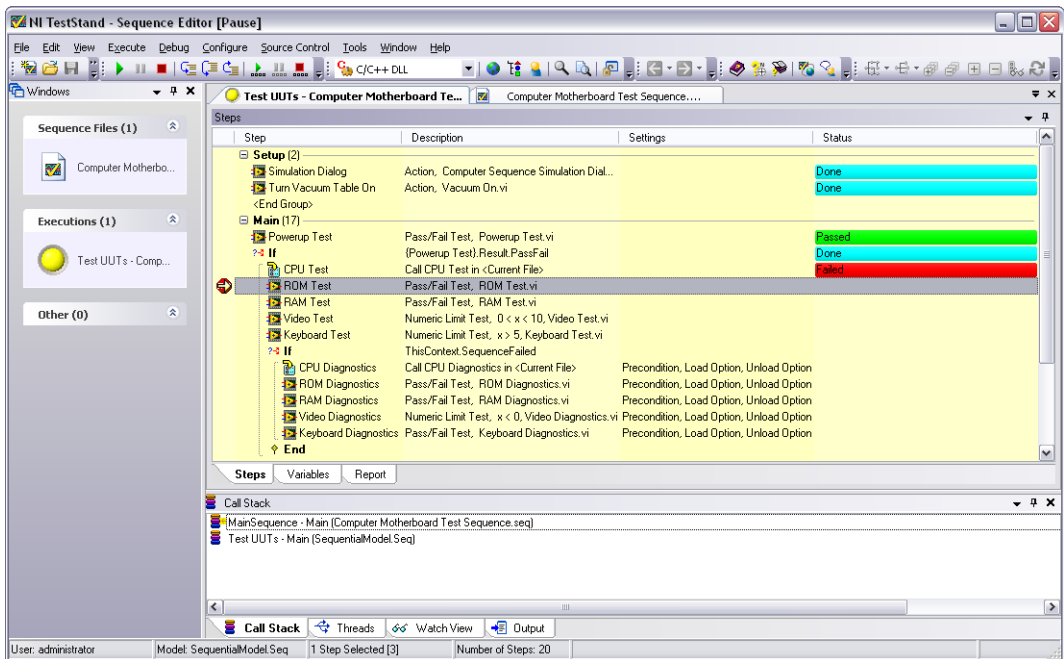 NI TestStand - Sequence Editor [Pause]
File Edit View Execute Debug Configure Source Control Tools Window Help
C/C++ DLL
Windows
Test UUTs - Computer Motherboard Te...
Computer Motherboard Test Sequence....
Sequence Files (1)
Computer Motherbo...
Executions (1)
Test UUTs - Comp...
Other (0)
Steps
Step Description Settings Status
Setup (2)
Simulation Dialog Action, Computer Sequence Simulation Dial... Done
Turn Vacuum Table On Action, Vacuum On.vi Done
<End Group>
Main (17)
Powerup Test Pass/Fail Test, Powerup Test.vi Passed
If {Powerup Test}.Result.PassFail Done
CPU Test Call CPU Test in <Current File> Failed
ROM Test Pass/Fail Test, ROM Test.vi
RAM Test Pass/Fail Test, RAM Test.vi
Video Test Numeric Limit Test, 0 < x < 10, Video Test.vi
Keyboard Test Numeric Limit Test, x > 5, Keyboard Test.vi
If ThisContext.SequenceFailed
CPU Diagnostics Call CPU Diagnostics in <Current File> Precondition, Load Option, Unload Option
ROM Diagnostics Pass/Fail Test, ROM Diagnostics.vi Precondition, Load Option, Unload Option
RAM Diagnostics Pass/Fail Test, RAM Diagnostics.vi Precondition, Load Option, Unload Option
Video Diagnostics Numeric Limit Test, x < 0, Video Diagnostics.vi Precondition, Load Option, Unload Option
Keyboard Diagnostics Pass/Fail Test, Keyboard Diagnostics.vi Precondition, Load Option, Unload Option
End
Steps Variables Report
Call Stack
MainSequence - Main (Computer Motherboard Test Sequence.seq)
Test UUTs - Main (SequentialModel.Seq)
Call Stack Threads Watch View Output
User: administrator Model: SequentialModel.Seq 1 Step Selected [3] Number of Steps: 20